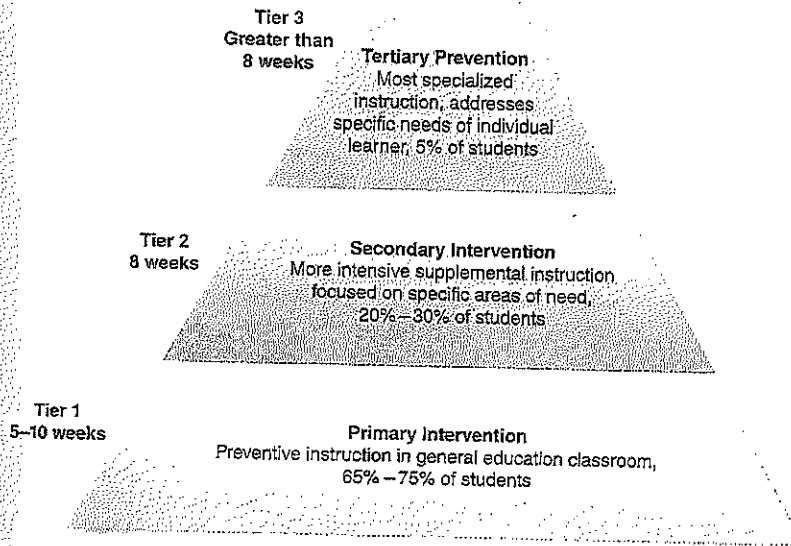 Tier 3
Greater than
8 weeks
Tertiary Prevention
Most specialized
instruction, addresses
specific needs of individual
learner, 5% of students
Tier 2
8 weeks
Secondary Intervention
More intensive supplemental instruction
focused on specific areas of need,
20%–30% of students
Tier 1
5–10 weeks
Primary Intervention
Preventive instruction in general education classroom,
65%–75% of students